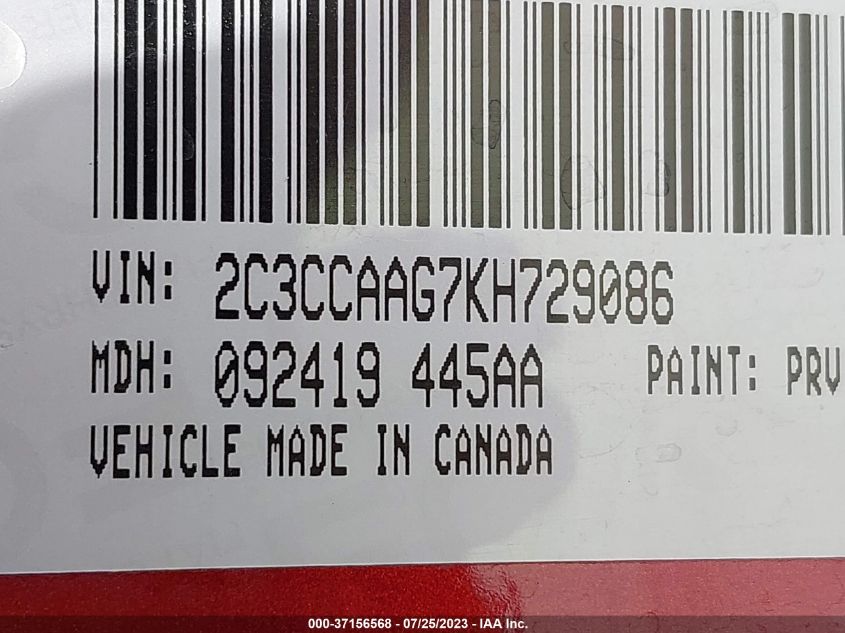 VIN: 2C3CCAAG7KH729086
MDH: 092419 445AA PAINT: PRV
VEHICLE MADE IN CANADA
000-37156568 - 07/25/2023 - IAA Inc.